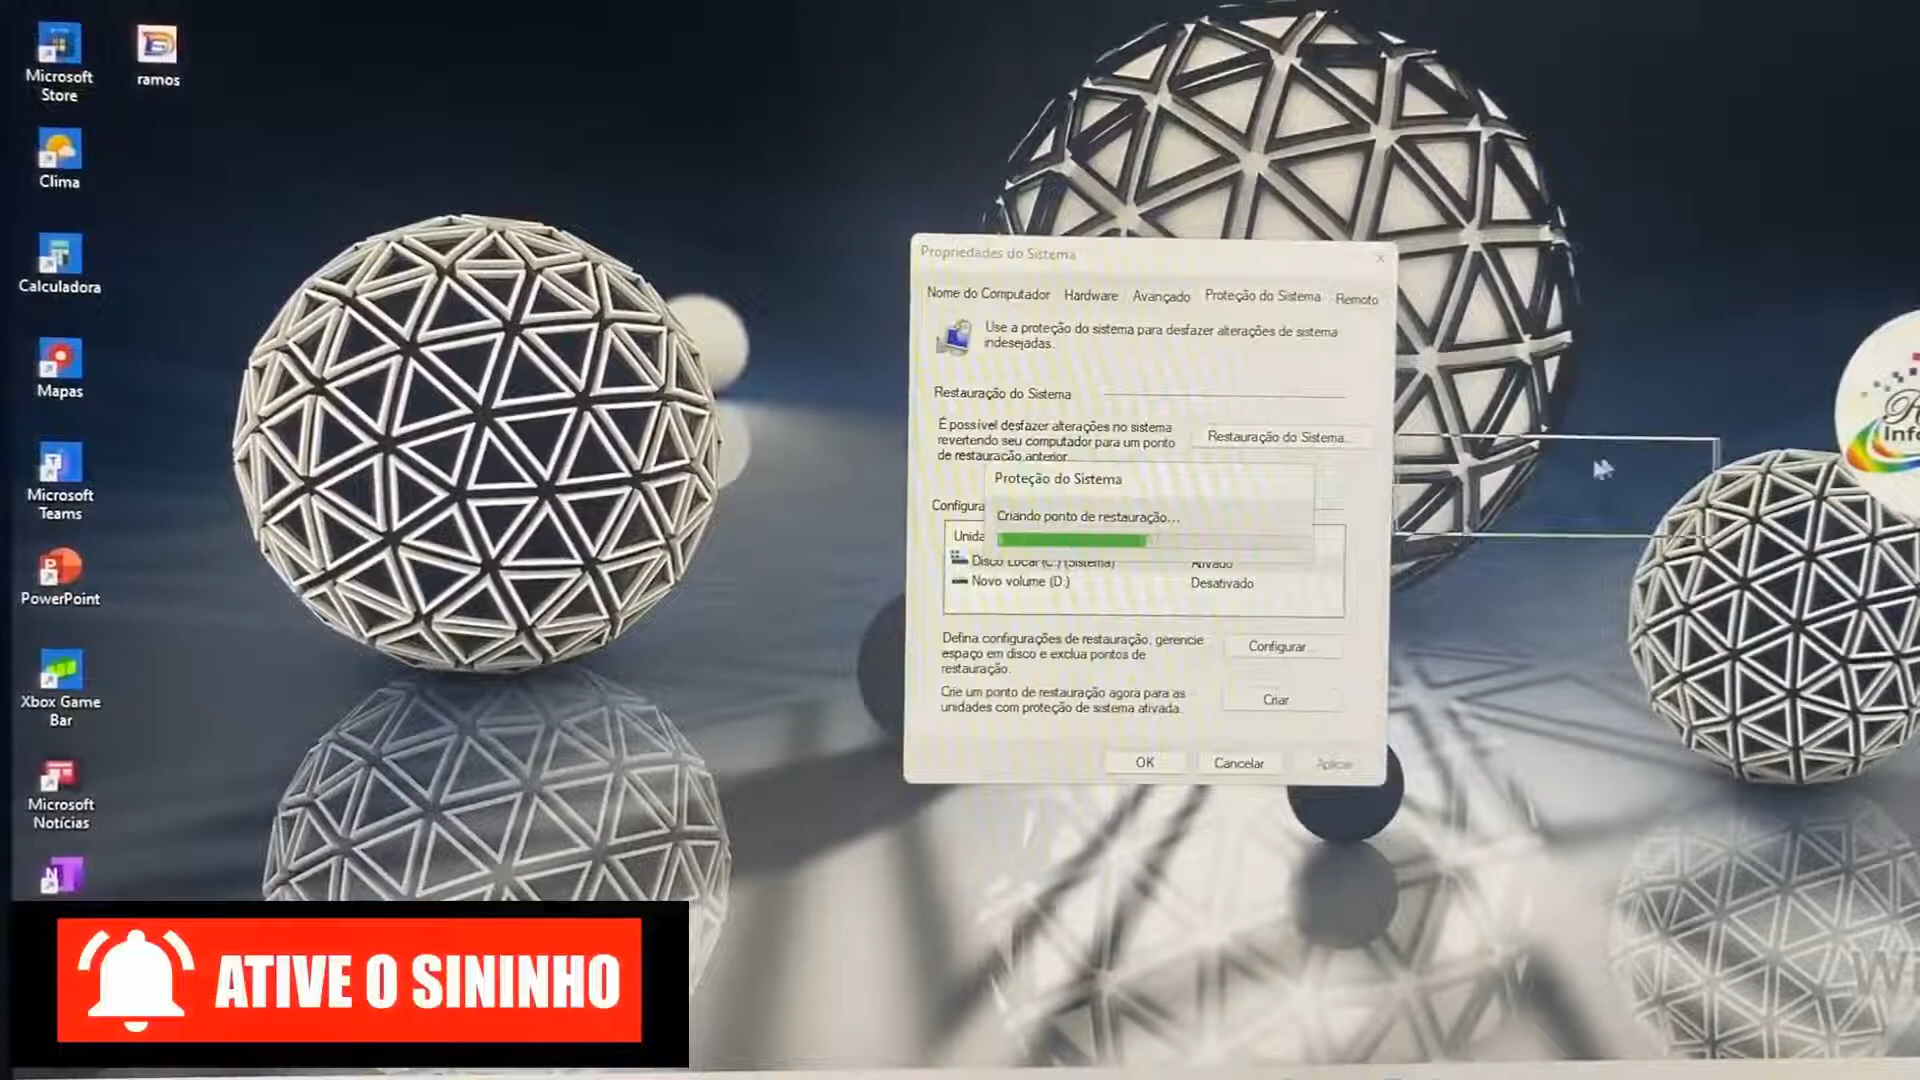 Microsoft
Store
ramos
Clima
Calculadora
Mapas
Microsoft
Teams
PowerPoint
Xbox Game
Bar
Microsoft
Notícias
Propriedades do Sistema
Nome do Computador Hardware Avançado Proteção do Sistema Remoto
Use a proteção do sistema para desfazer alterações de sistema
indesejadas.
Restauração do Sistema
É possível desfazer alterações no sistema
revertendo seu computador para um ponto
de restauração anterior.
Restauração do Sistema...
Proteção do Sistema
Criando ponto de restauração...
Configura
Unida
Disco Local (C:) (Sistema) Ativado
Novo volume (D:) Desativado
Defina configurações de restauração, gerencie
espaço em disco e exclua pontos de
restauração.
Configurar...
Crie um ponto de restauração agora para as
unidades com proteção de sistema ativada.
Criar
OK Cancelar Aplicar
ATIVE O SININHO